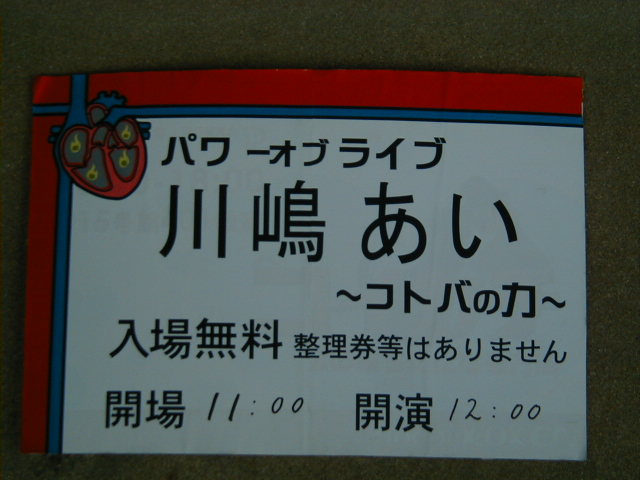 パワーオブライブ
川嶋あい
~コトバの力~
入場無料 整理券等はありません
開場 11:00 開演 12:00